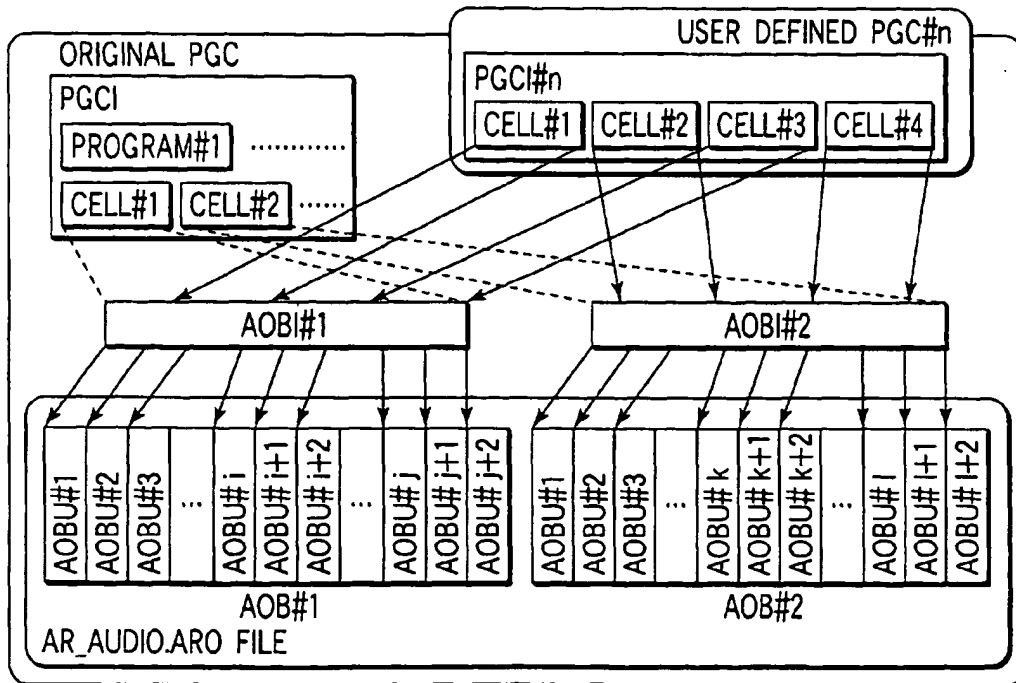 ORIGINAL PGC
PGCI
PROGRAM#1 ..............
CELL#1 CELL#2 ......
USER DEFINED PGC#n
PGCI#n
CELL#1 CELL#2 CELL#3 CELL#4
AOBI#1 AOBI#2
AOBU#1
AOBU#2
AOBU#3
...
AOBU# i
AOBU# i+1
AOBU# i+2
...
AOBU# j
AOBU# j+1
AOBU# j+2
AOBU#1
AOBU#2
AOBU#3
...
AOBU# k
AOBU# k+1
AOBU# k+2
...
AOBU# l
AOBU# l+1
AOBU# l+2
AOB#1 AOB#2
AR_AUDIO.ARO FILE